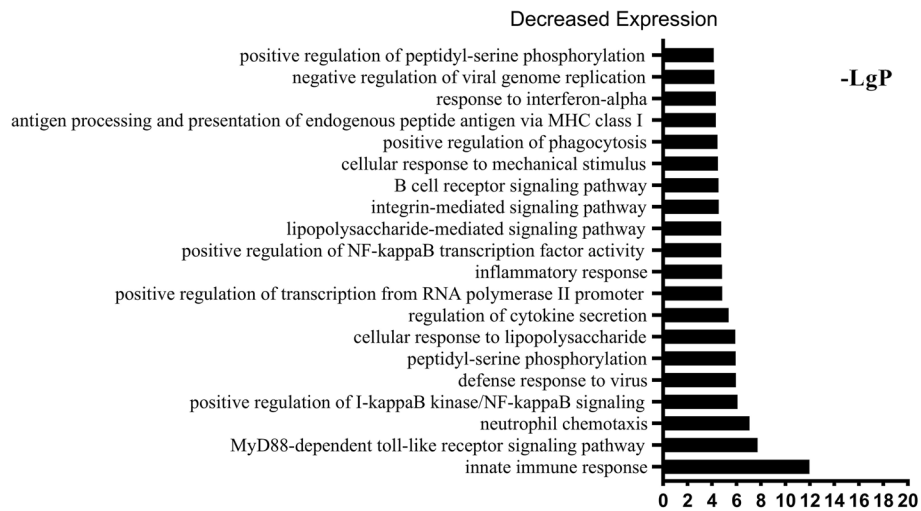 Decreased Expression
-LgP
positive regulation of peptidyl-serine phosphorylation
negative regulation of viral genome replication
response to interferon-alpha
antigen processing and presentation of endogenous peptide antigen via MHC class I
positive regulation of phagocytosis
cellular response to mechanical stimulus
B cell receptor signaling pathway
integrin-mediated signaling pathway
lipopolysaccharide-mediated signaling pathway
positive regulation of NF-kappaB transcription factor activity
inflammatory response
positive regulation of transcription from RNA polymerase II promoter
regulation of cytokine secretion
cellular response to lipopolysaccharide
peptidyl-serine phosphorylation
defense response to virus
positive regulation of I-kappaB kinase/NF-kappaB signaling
neutrophil chemotaxis
MyD88-dependent toll-like receptor signaling pathway
innate immune response
0 2 4 6 8 10 12 14 16 18 20